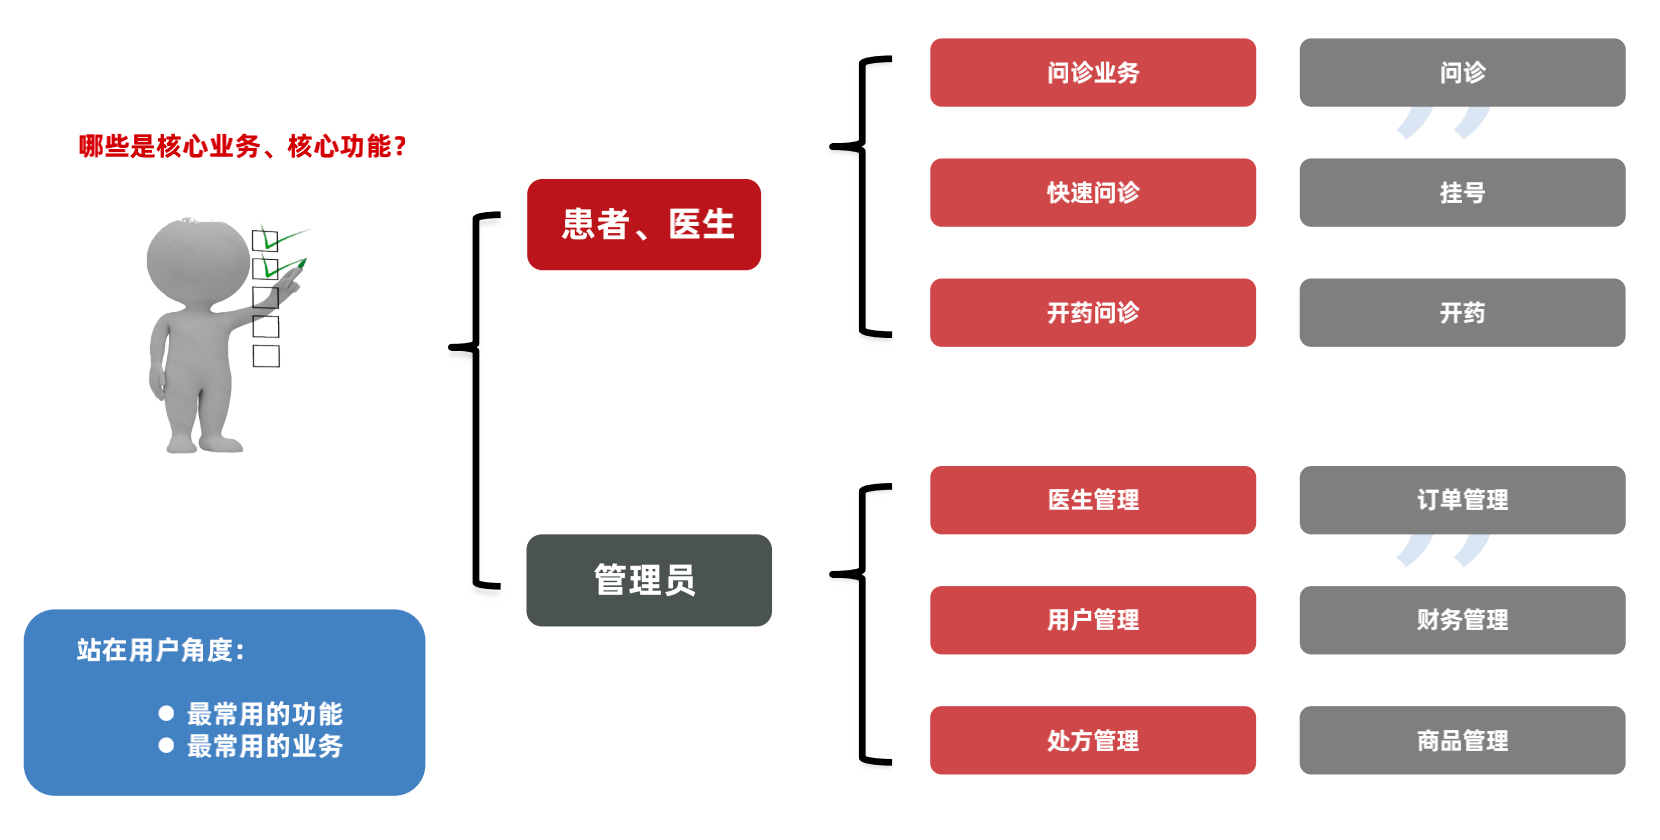 哪些是核心业务、核心功能？
患者、医生
管理员
站在用户角度：
最常用的功能
最常用的业务
问诊业务
问诊
快速问诊
挂号
开药问诊
开药
医生管理
订单管理
用户管理
财务管理
处方管理
商品管理